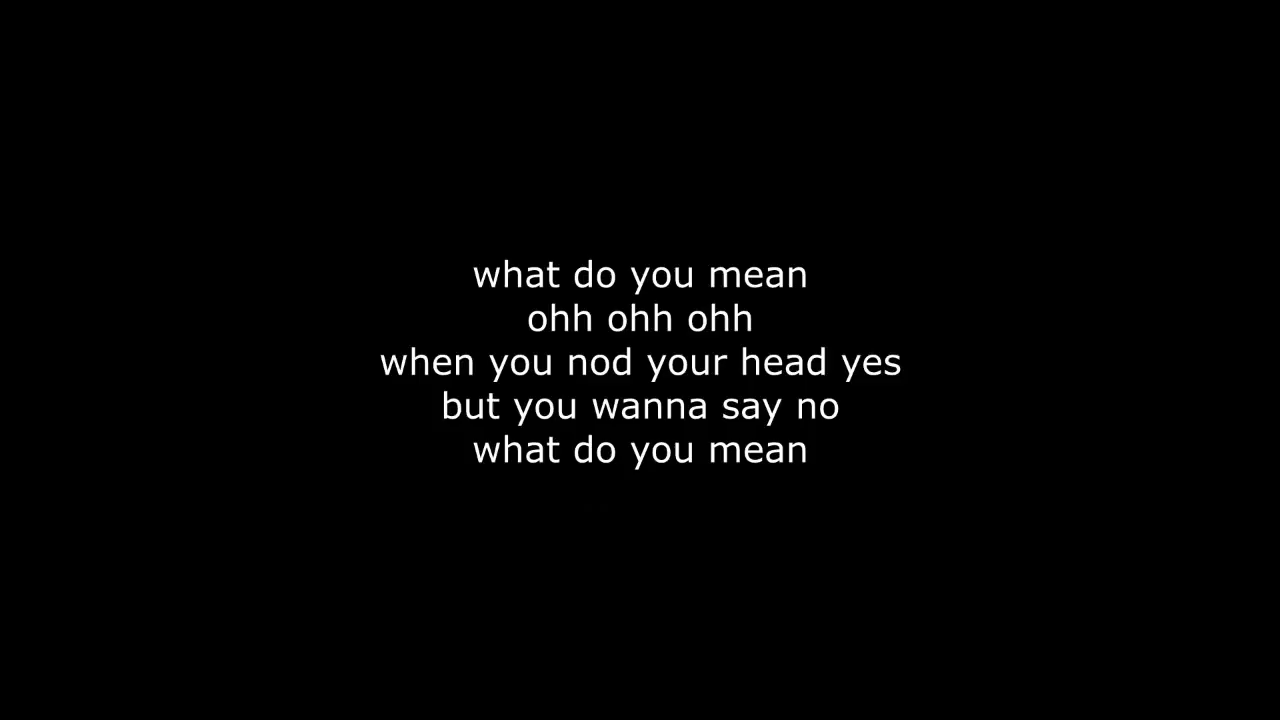 what do you mean
ohh ohh ohh
when you nod your head yes
but you wanna say no
what do you mean